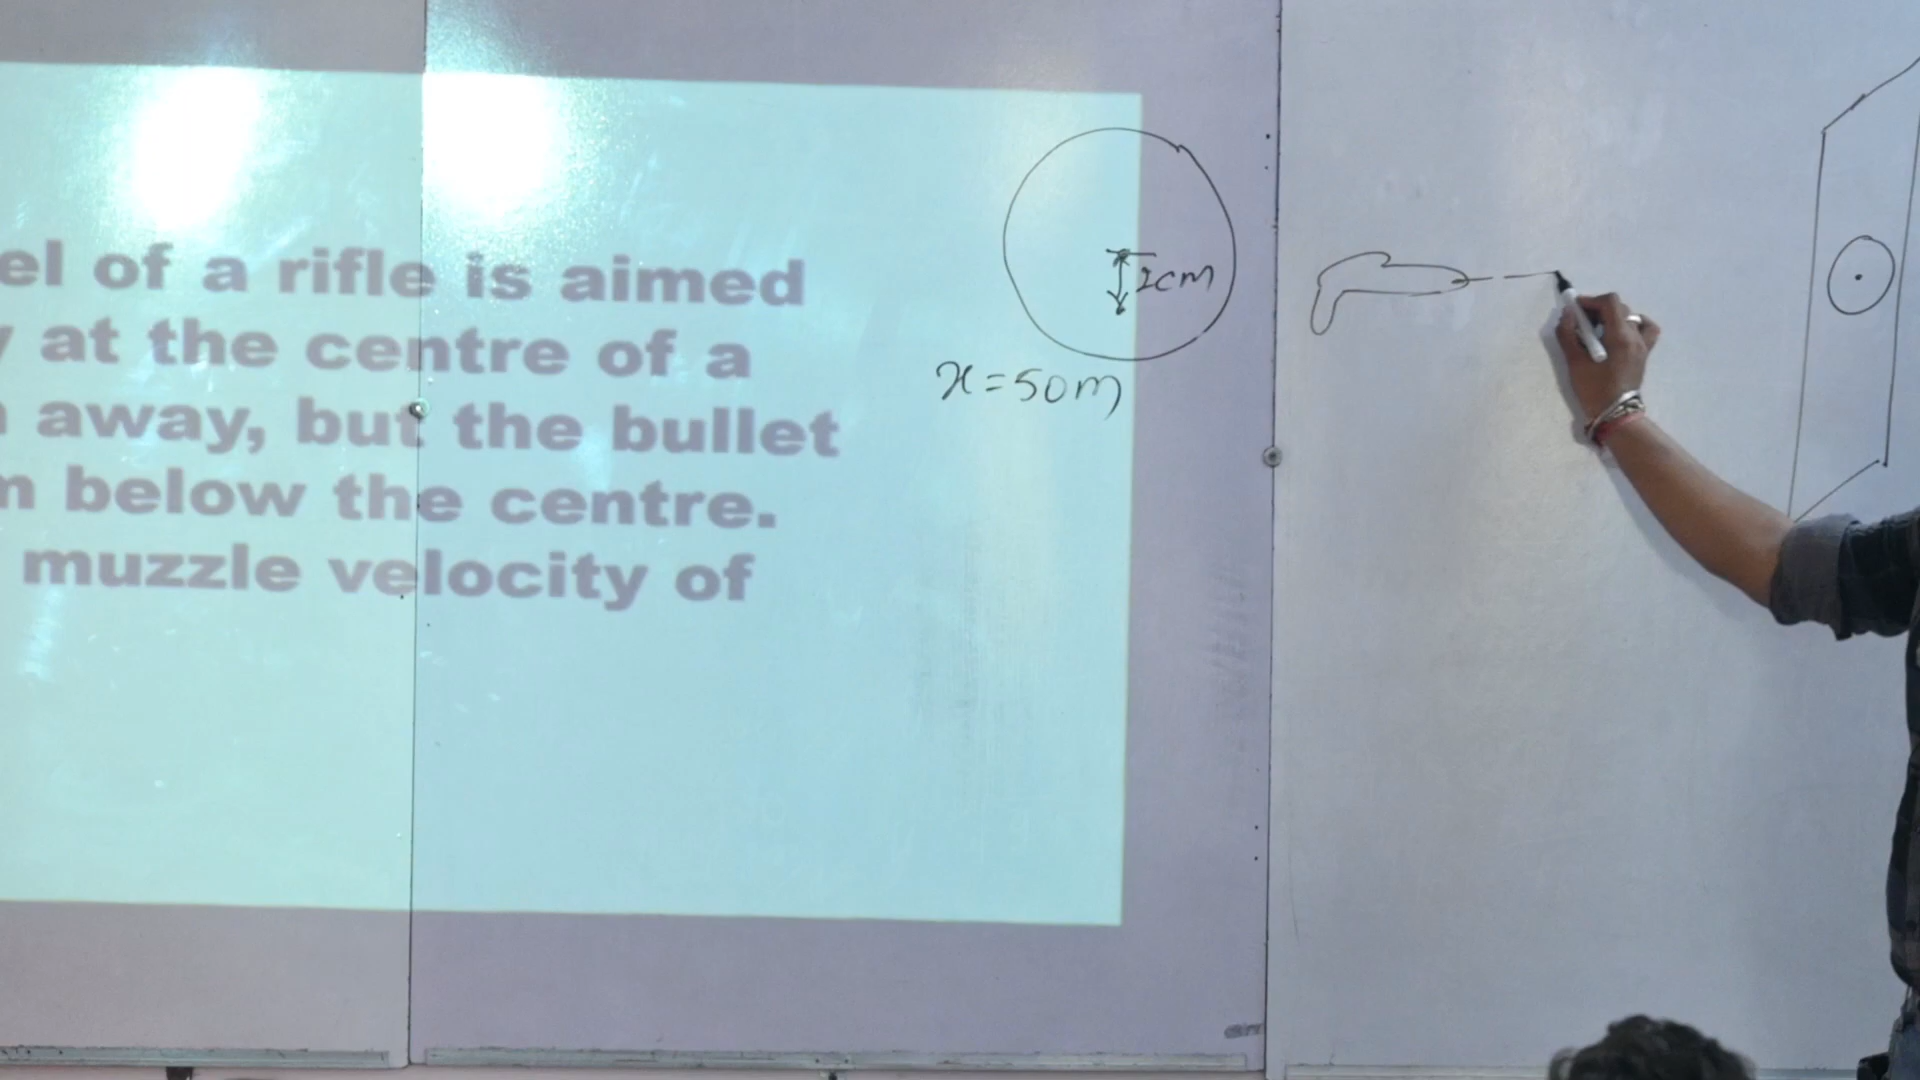 el of a rifle is aimed
at the centre of a
away, but the bullet
below the centre.
muzzle velocity of
2cm
x=50m